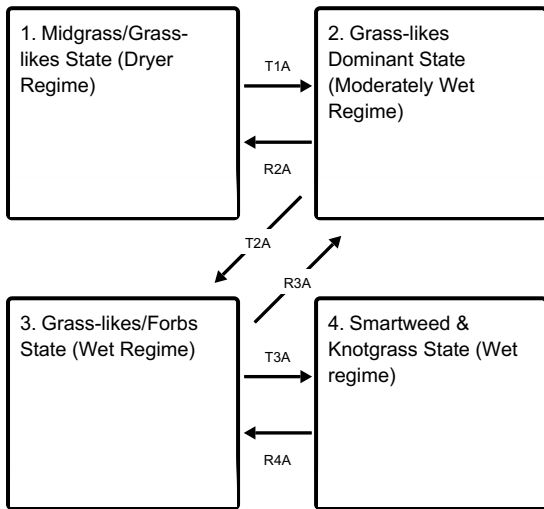 1. Midgrass/Grass-
likes State (Dryer
Regime)
T1A
2. Grass-likes
Dominant State
(Moderately Wet
Regime)
R2A
T2A
R3A
3. Grass-likes/Forbs
State (Wet Regime)
T3A
4. Smartweed &
Knotgrass State (Wet
regime)
R4A